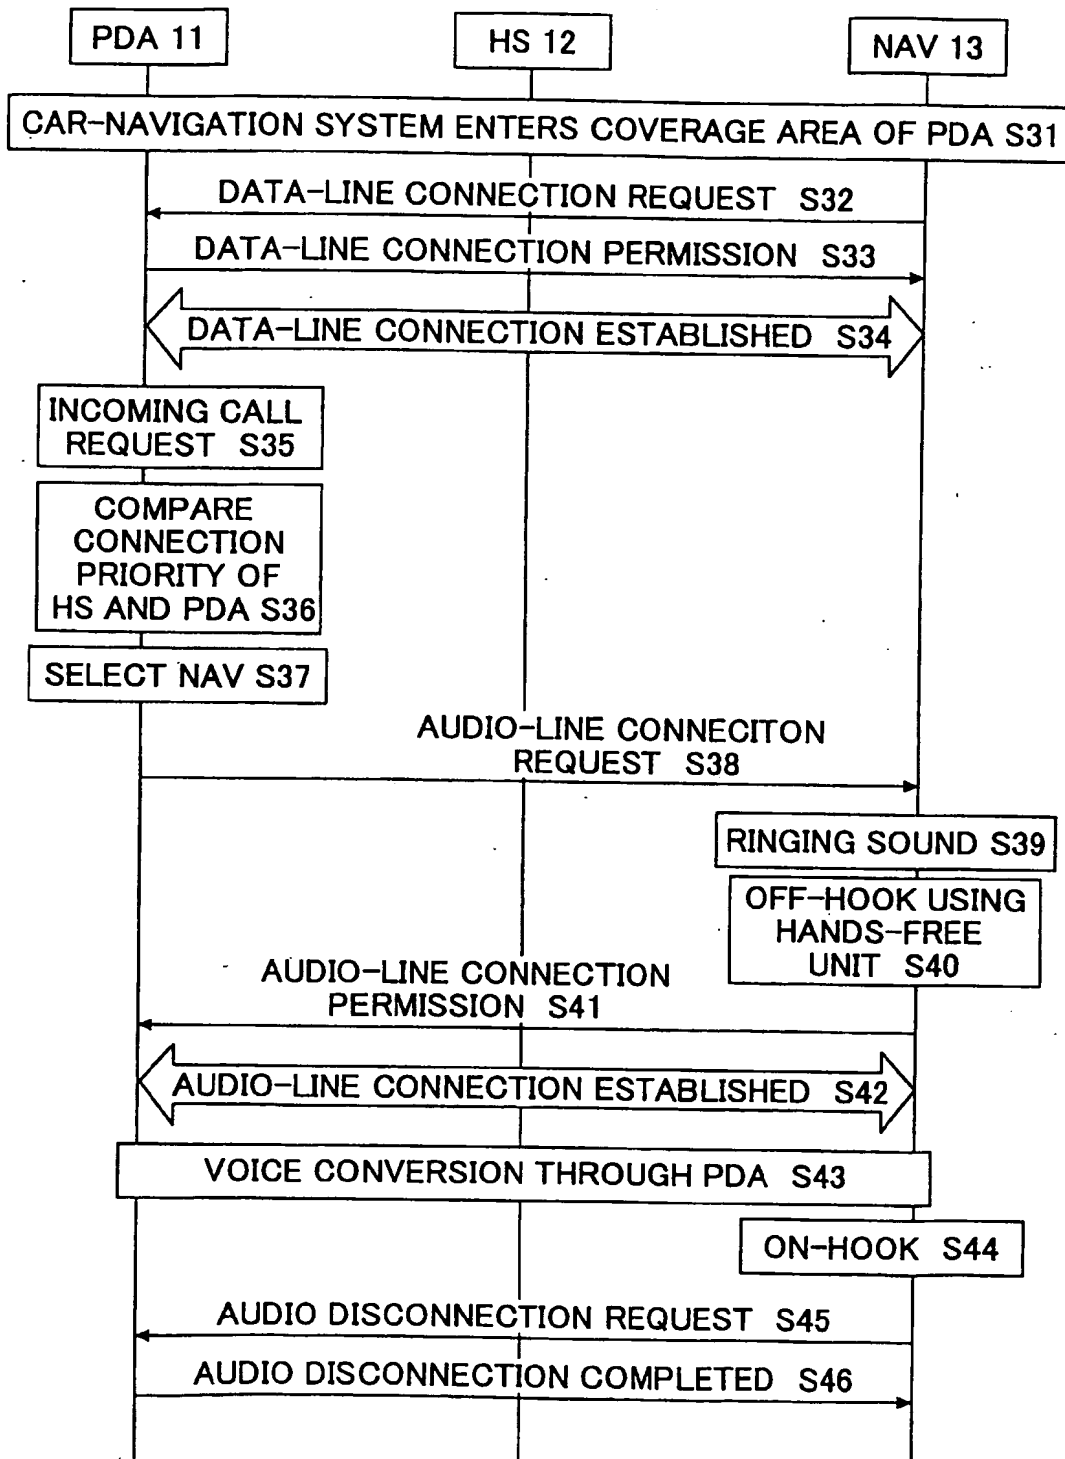 PDA 11
HS 12
NAV 13
CAR-NAVIGATION SYSTEM ENTERS COVERAGE AREA OF PDA S31
DATA-LINE CONNECTION REQUEST S32
DATA-LINE CONNECTION PERMISSION S33
DATA-LINE CONNECTION ESTABLISHED S34
INCOMING CALL
REQUEST S35
COMPARE
CONNECTION
PRIORITY OF
HS AND PDA S36
SELECT NAV S37
AUDIO-LINE CONNECITON
REQUEST S38
RINGING SOUND S39
OFF-HOOK USING
HANDS-FREE
UNIT S40
AUDIO-LINE CONNECTION
PERMISSION S41
AUDIO-LINE CONNECTION ESTABLISHED S42
VOICE CONVERSION THROUGH PDA S43
ON-HOOK S44
AUDIO DISCONNECTION REQUEST S45
AUDIO DISCONNECTION COMPLETED S46